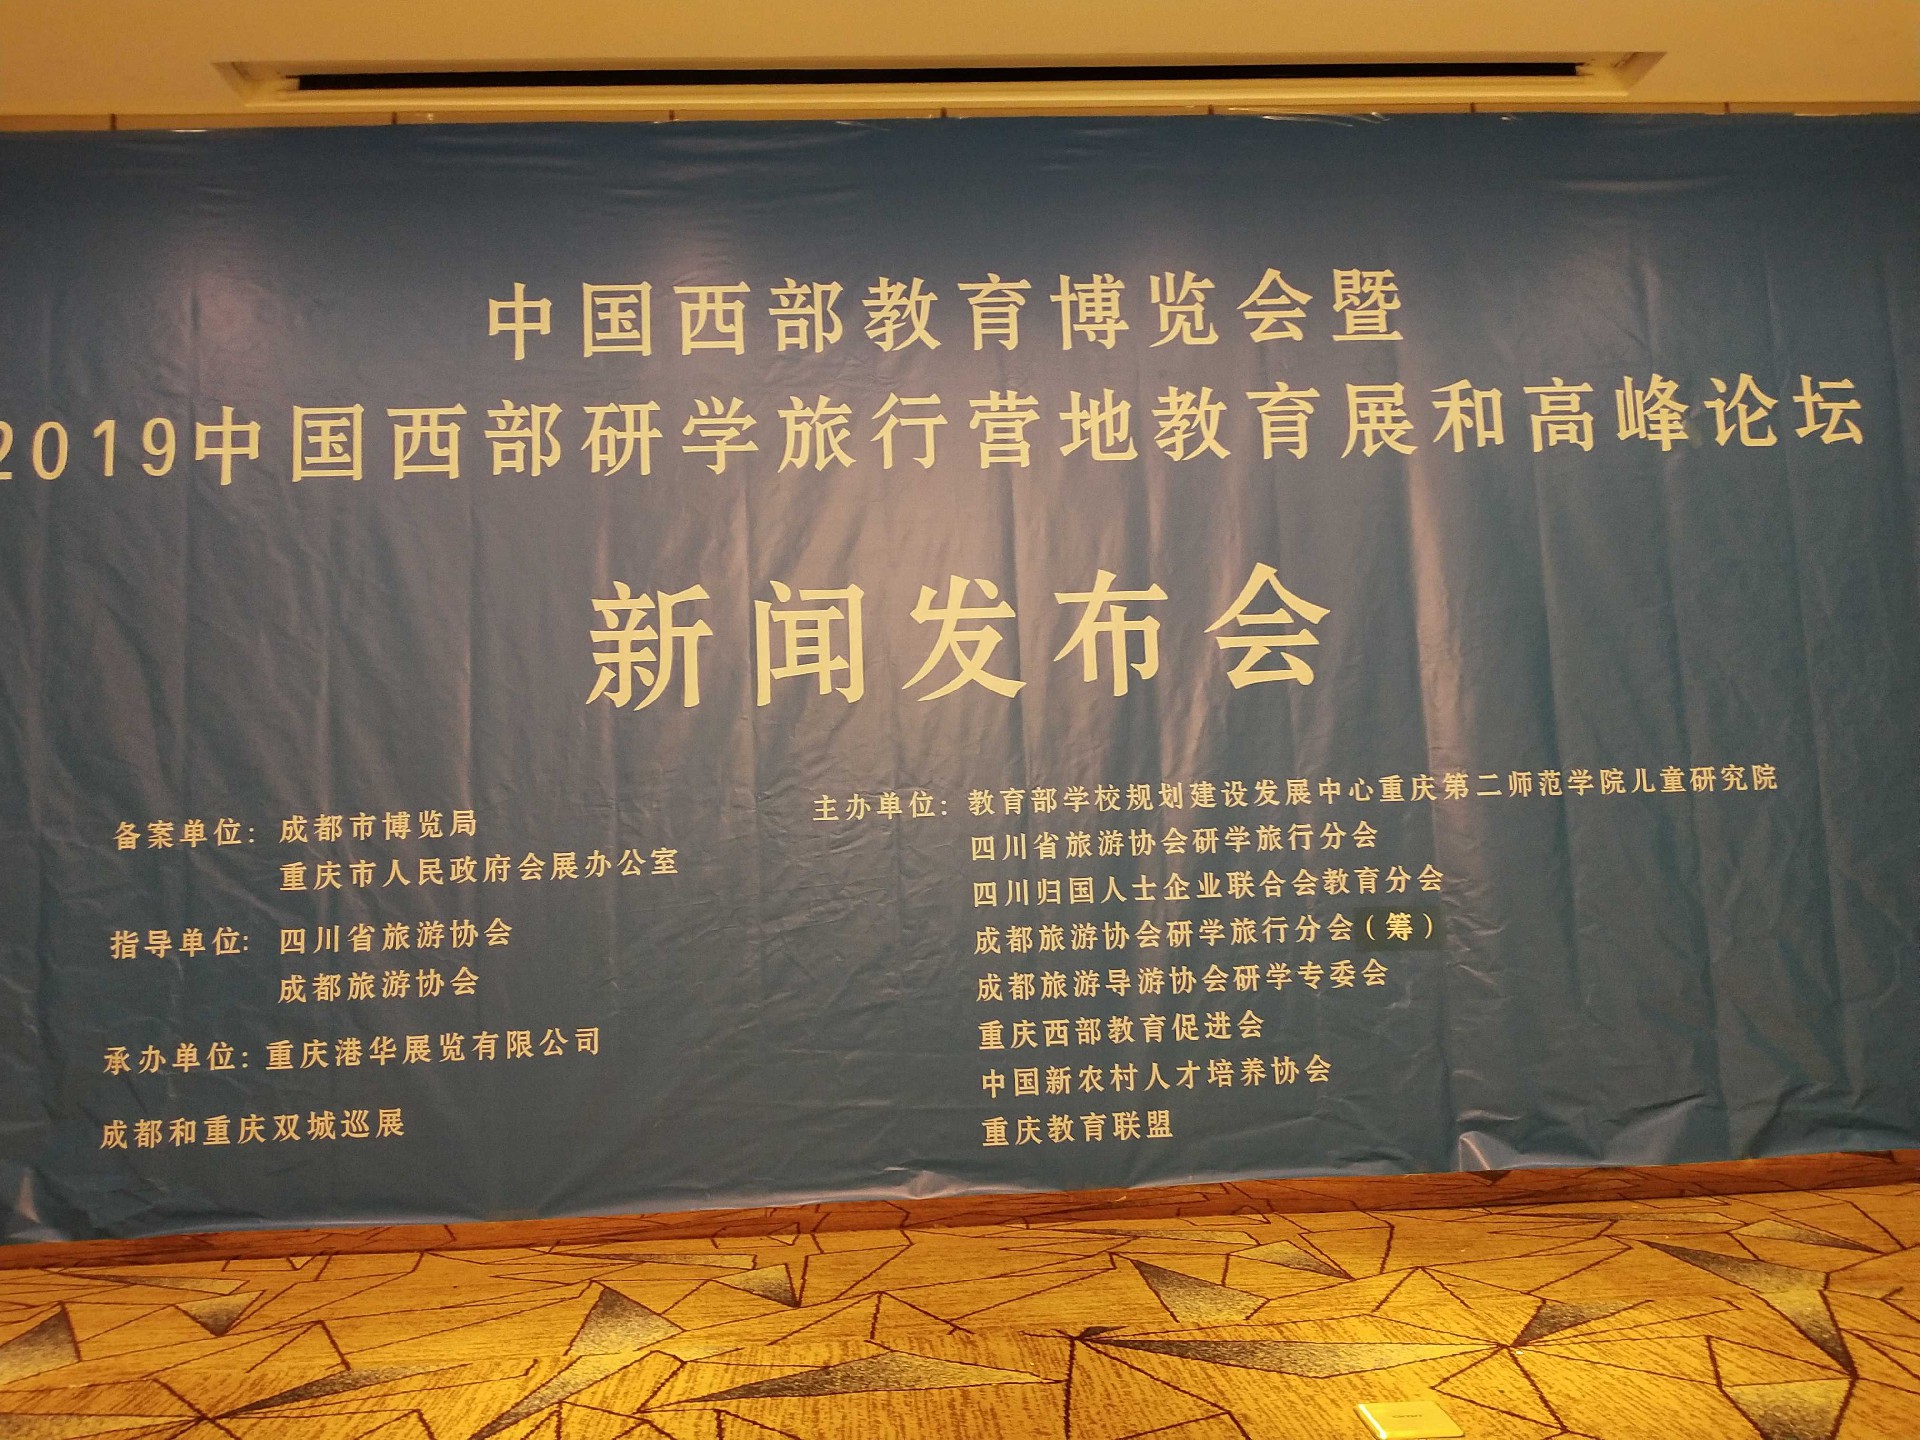 中国西部教育博览会暨
2019中国西部研学旅行营地教育展和高峰论坛
新闻发布会
备案单位：成都市博览局
重庆市人民政府会展办公室
指导单位：四川省旅游协会
成都旅游协会
承办单位：重庆港华展览有限公司
成都和重庆双城巡展
主办单位：教育部学校规划建设发展中心重庆第二师范学院儿童研究院
四川省旅游协会研学旅行分会
四川归国人士企业联合会教育分会
成都旅游协会研学旅行分会（筹）
成都旅游导游协会研学专委会
重庆西部教育促进会
中国新农村人才培养协会
重庆教育联盟